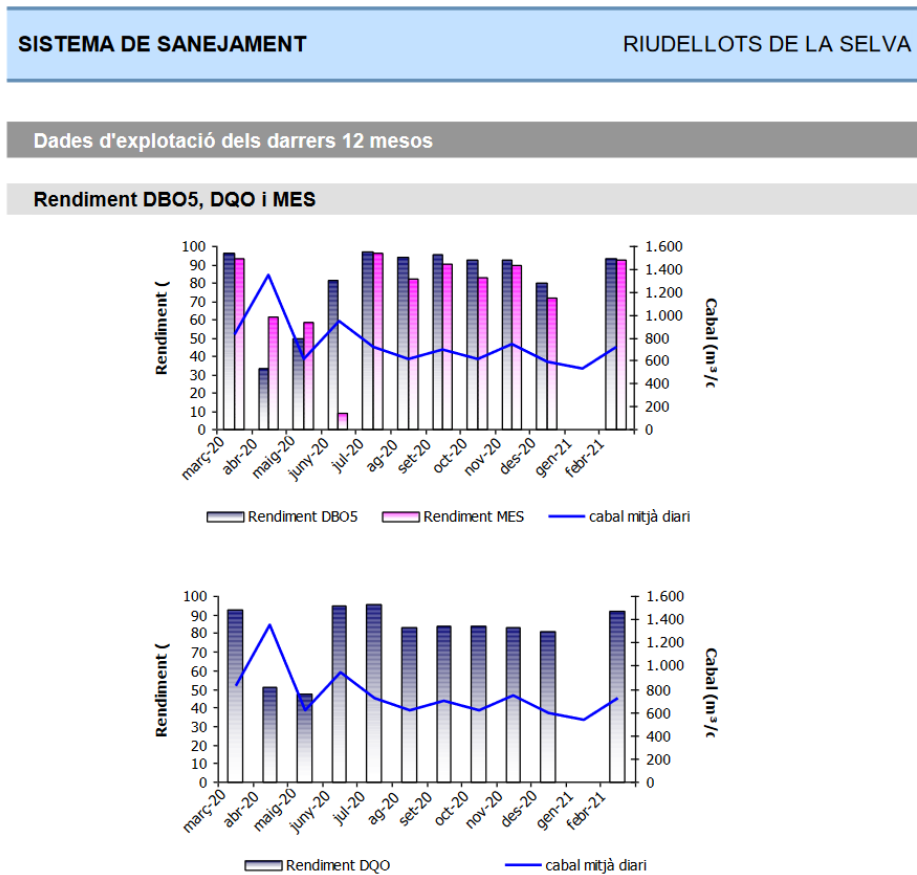 SISTEMA DE SANEJAMENT RIUDELLOTS DE LA SELVA
Dades d'explotació dels darrers 12 mesos
Rendiment DBO5, DQO i MES
100
90
80
70
60
50
40
30
20
10
0
Rendiment (
1.600
1.400
1.200
1.000
800
600
400
200
0
Cabal (m³/c
març-20
abr-20
maig-20
juny-20
jul-20
ag-20
set-20
oct-20
nov-20
des-20
gen-21
febr-21
Rendiment DBO5 Rendiment MES cabal mitjà diari
100
90
80
70
60
50
40
30
20
10
0
Rendiment (
1.600
1.400
1.200
1.000
800
600
400
200
0
Cabal (m³/c
març-20
abr-20
maig-20
juny-20
jul-20
ag-20
set-20
oct-20
nov-20
des-20
gen-21
febr-21
Rendiment DQO cabal mitjà diari